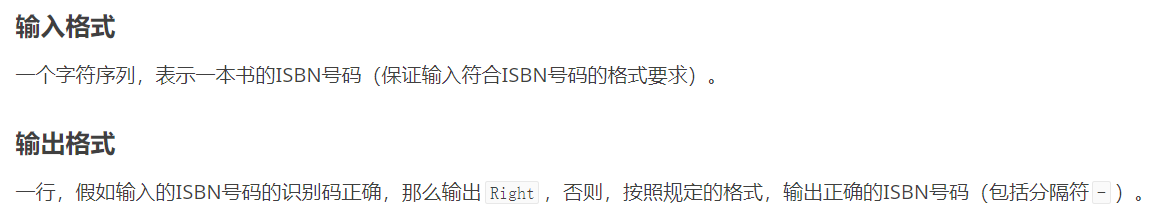 输入格式
一个字符序列，表示一本书的ISBN号码（保证输入符合ISBN号码的格式要求）。
输出格式
一行，假如输入的ISBN号码的识别码正确，那么输出 Right ，否则，按照规定的格式，输出正确的ISBN号码（包括分隔符 - ）。